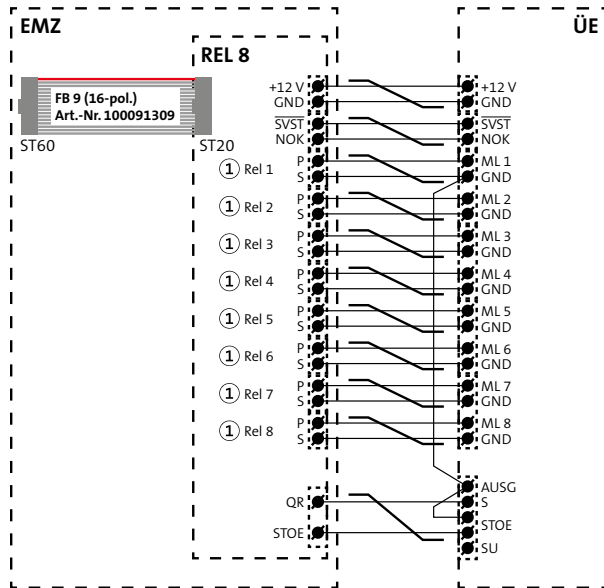 EMZ
ÜE
REL 8
FB 9 (16-pol.)
Art.-Nr. 100091309
ST60
ST20
+12 V
+12 V
GND
GND
SVST
SVST
NOK
NOK
1 Rel 1
P
ML 1
S
GND
1 Rel 2
P
ML 2
S
GND
1 Rel 3
P
ML 3
S
GND
1 Rel 4
P
ML 4
S
GND
1 Rel 5
P
ML 5
S
GND
1 Rel 6
P
ML 6
S
GND
1 Rel 7
P
ML 7
S
GND
1 Rel 8
P
ML 8
S
GND
AUSG
QR
S
STOE
STOE
SU